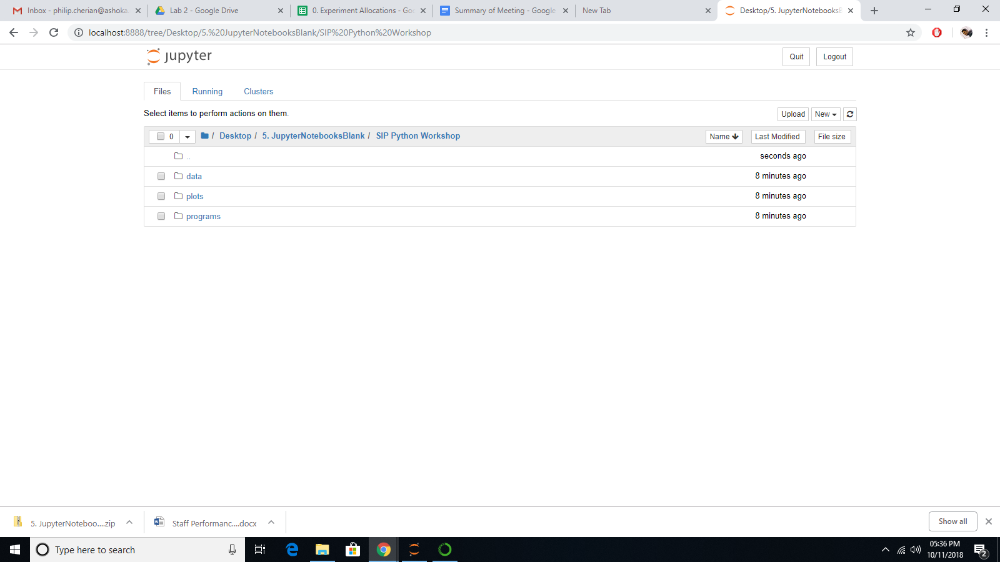 Inbox - philip.cherian@ashoka
Lab 2 - Google Drive
0. Experiment Allocations - Goo
Summary of Meeting - Google
New Tab
Desktop/5. JupyterNotebooksB
localhost:8888/tree/Desktop/5.%20JupyterNotebooksBlank/SIP%20Python%20Workshop
jupyter
Quit
Logout
Files
Running
Clusters
Select items to perform actions on them.
Upload
New
0
/ Desktop / 5. JupyterNotebooksBlank / SIP Python Workshop
Name
Last Modified
File size
..
seconds ago
data
8 minutes ago
plots
8 minutes ago
programs
8 minutes ago
5. JupyterNoteboo....zip
Staff Performanc....docx
Show all
Type here to search
05:36 PM
10/11/2018
2